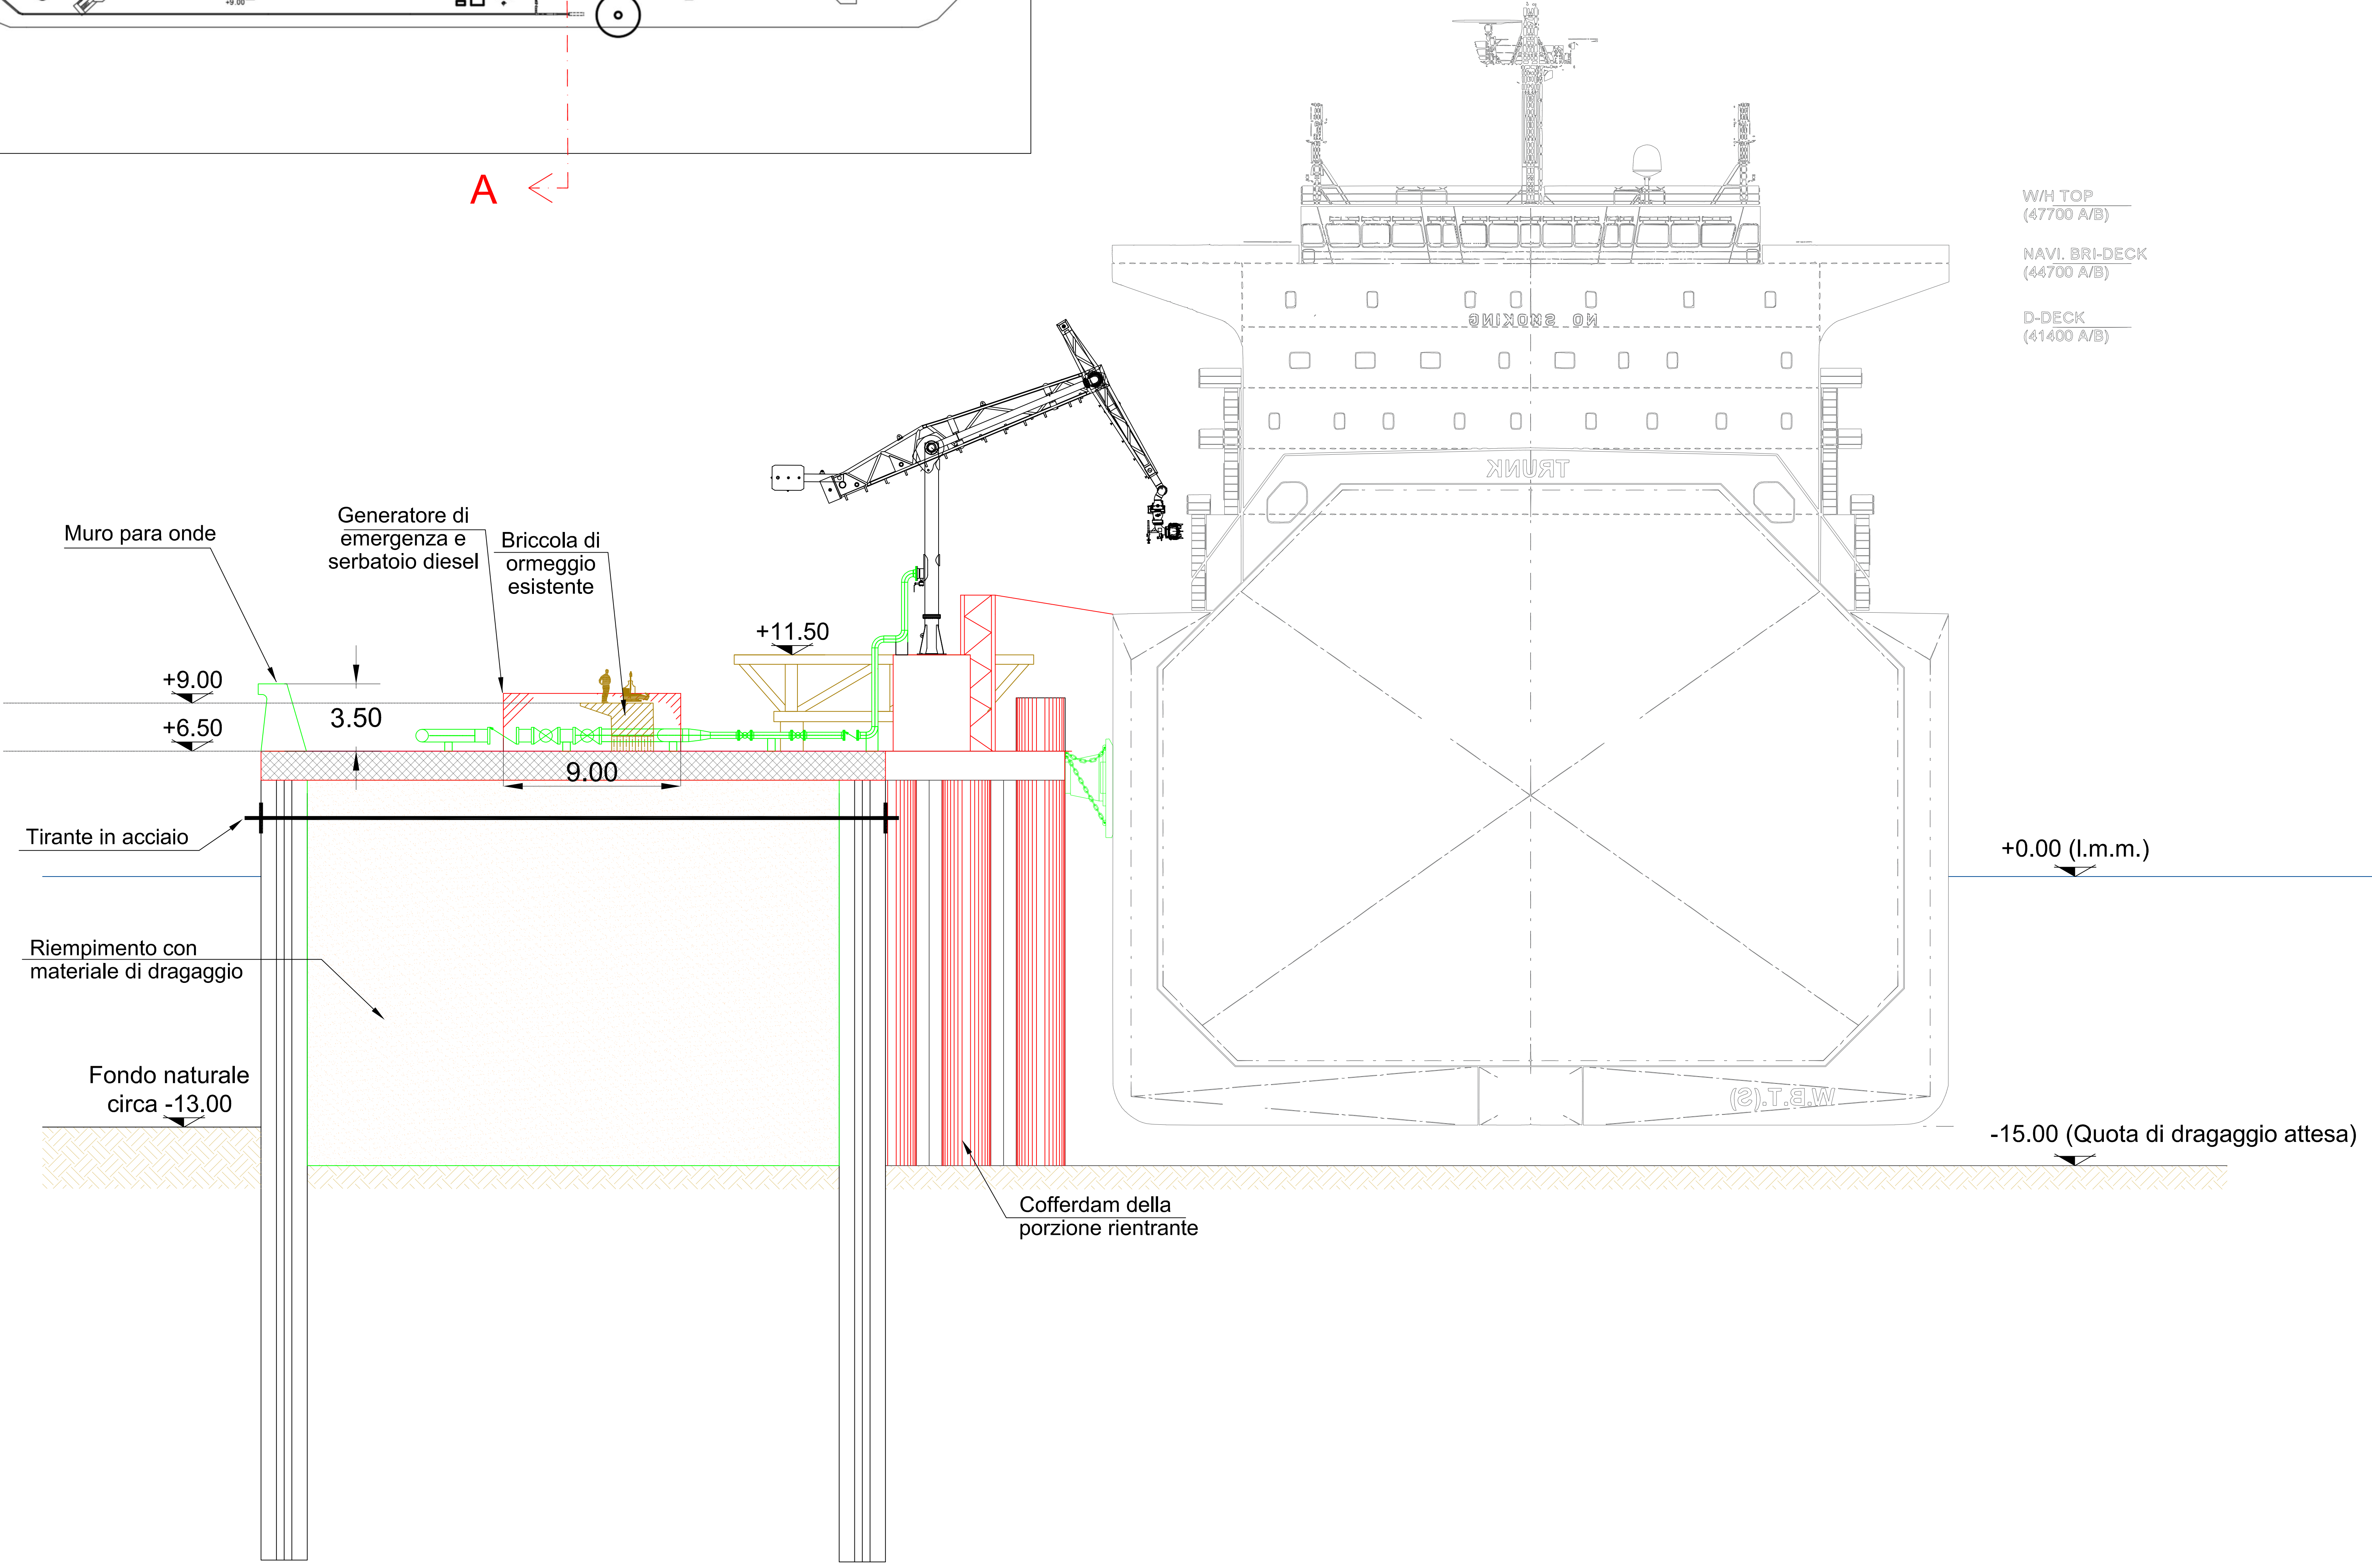 +9.00
A
W/H TOP
(47700 A/B)
NAVI. BRI-DECK
(44700 A/B)
D-DECK
(41400 A/B)
NO SMOKING
TRUNK
Muro para onde
Generatore di
emergenza e
serbatoio diesel
Briccola di
ormeggio
esistente
+11.50
+9.00
3.50
+6.50
9.00
Tirante in acciaio
+0.00 (l.m.m.)
Riempimento con
materiale di dragaggio
Fondo naturale
circa -13.00
W.B.T.(S)
-15.00 (Quota di dragaggio attesa)
Cofferdam della
porzione rientrante